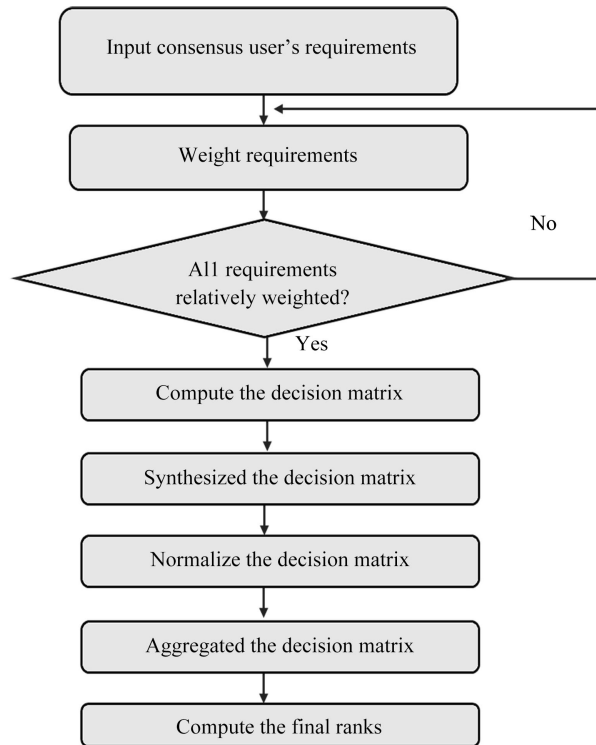 Input consensus user's requirements
Weight requirements
No
All requirements
relatively weighted?
Yes
Compute the decision matrix
Synthesized the decision matrix
Normalize the decision matrix
Aggregated the decision matrix
Compute the final ranks